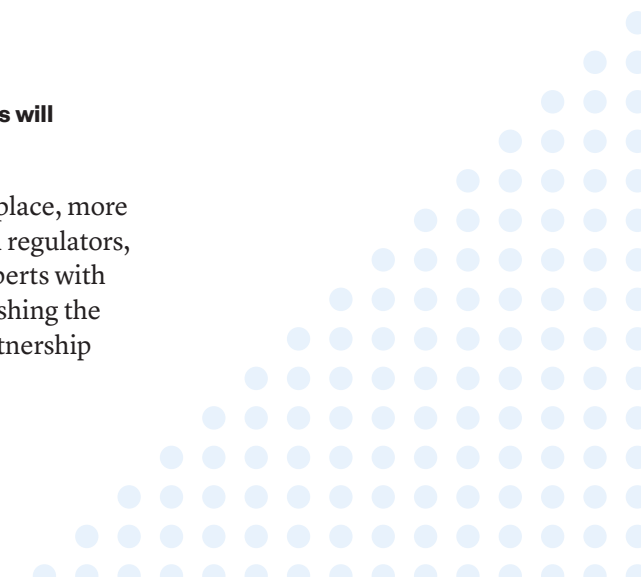 s will
place, more
regulators,
perts with
shing the
tnership